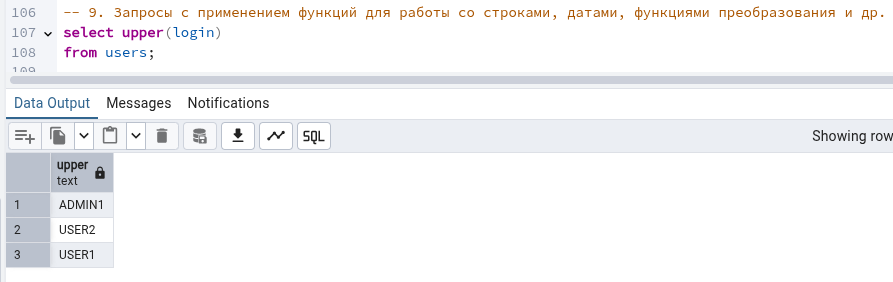 106 -- 9. Запросы с применением функций для работы со строками, датами, функциями преобразования и др.
107 select upper(login)
108 from users;
109
Data Output Messages Notifications
SQL Showing row
upper
text
1 ADMIN1
2 USER2
3 USER1